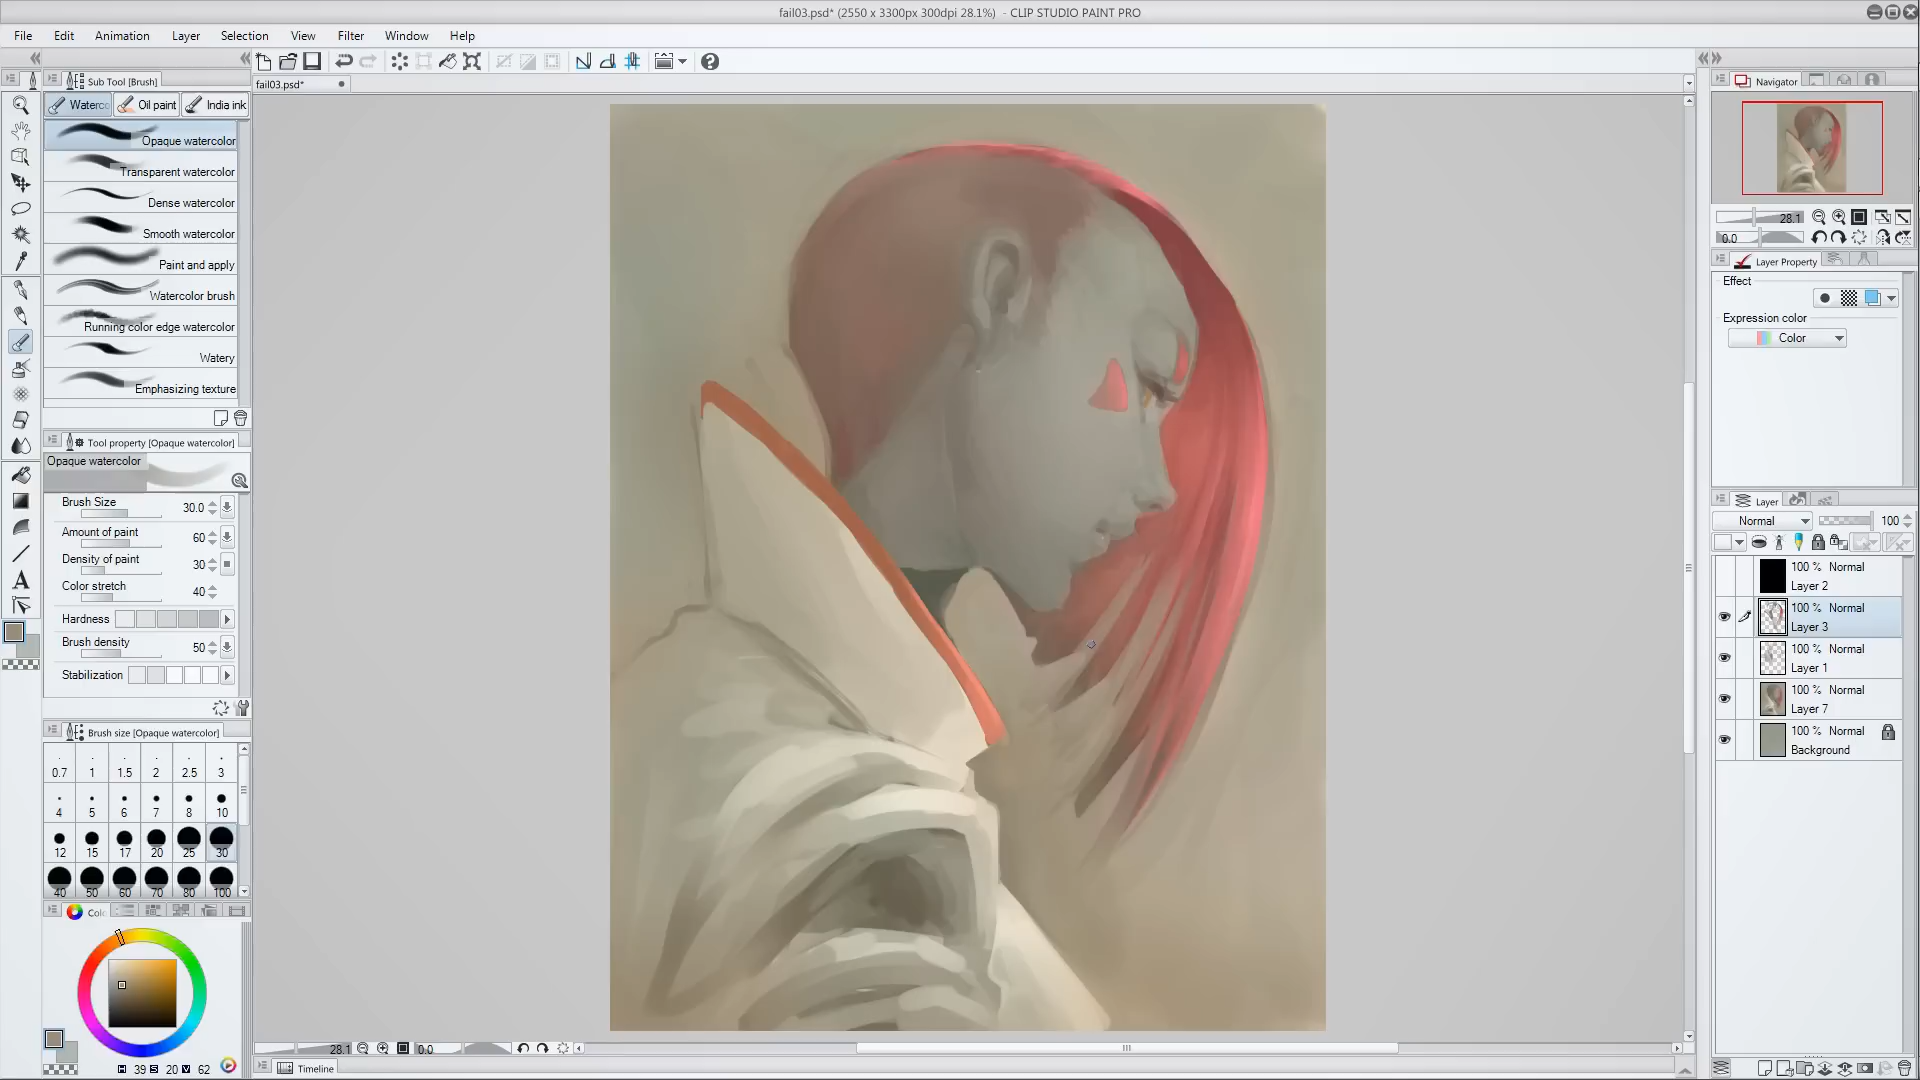 fail03.psd* (2550 x 3300px 300dpi 28.1%) - CLIP STUDIO PAINT PRO
File Edit Animation Layer Selection View Filter Window Help
Sub Tool [Brush]
fail03.psd*
Navigator
Waterco Oil paint India ink
Opaque watercolor
Transparent watercolor
Dense watercolor
Smooth watercolor
Paint and apply
Watercolor brush
Running color edge watercolor
Watery
Emphasizing texture
Tool property [Opaque watercolor]
Opaque watercolor
Brush Size 30.0
Amount of paint 60
Density of paint 30
Color stretch 40
Hardness
Brush density 50
Stabilization
Brush size [Opaque watercolor]
0.7 1 1.5 2 2.5 3
4 5 6 7 8 10
12 15 17 20 25 30
40 50 60 70 80 100
Colo
H 39 S 20 V 62
28.1 0.0
Timeline
28.1
0.0
Layer Property
Effect
Expression color
Color
Layer
Normal 100
100 % Normal
Layer 2
100 % Normal
Layer 3
100 % Normal
Layer 1
100 % Normal
Layer 7
100 % Normal
Background